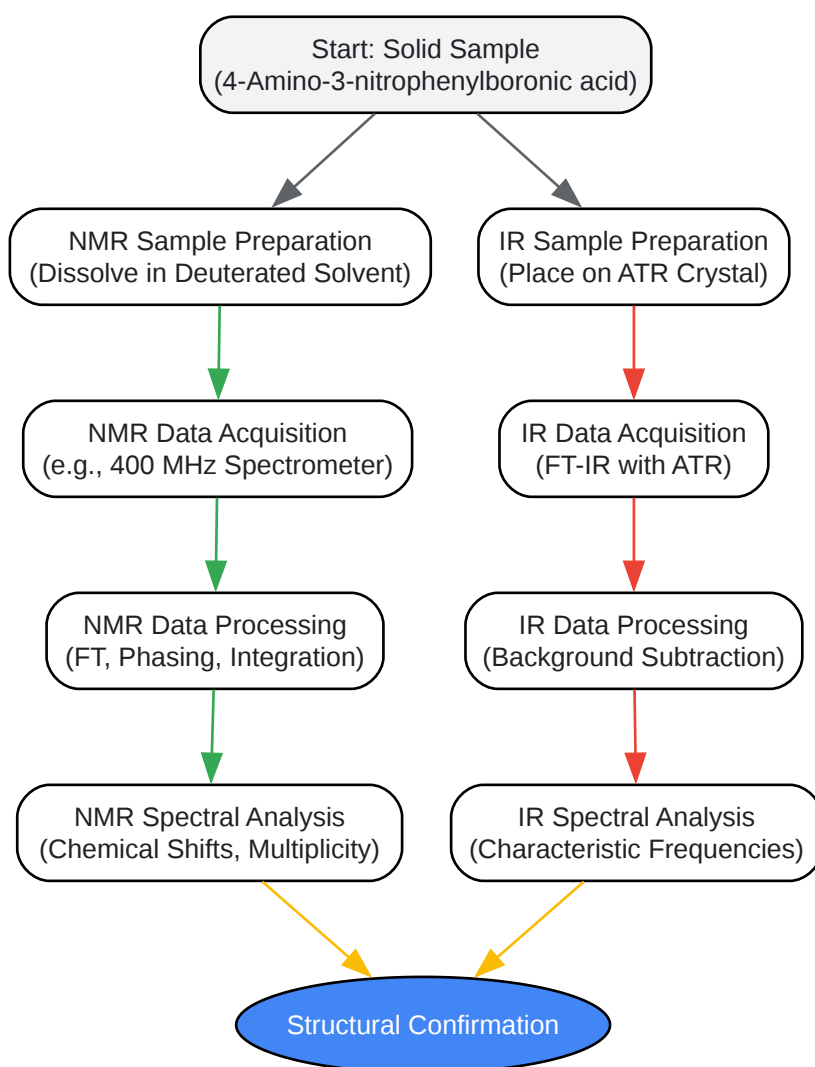 Start: Solid Sample
(4-Amino-3-nitrophenylboronic acid)
NMR Sample Preparation
(Dissolve in Deuterated Solvent)
IR Sample Preparation
(Place on ATR Crystal)
NMR Data Acquisition
(e.g., 400 MHz Spectrometer)
IR Data Acquisition
(FT-IR with ATR)
NMR Data Processing
(FT, Phasing, Integration)
IR Data Processing
(Background Subtraction)
NMR Spectral Analysis
(Chemical Shifts, Multiplicity)
IR Spectral Analysis
(Characteristic Frequencies)
Structural Confirmation